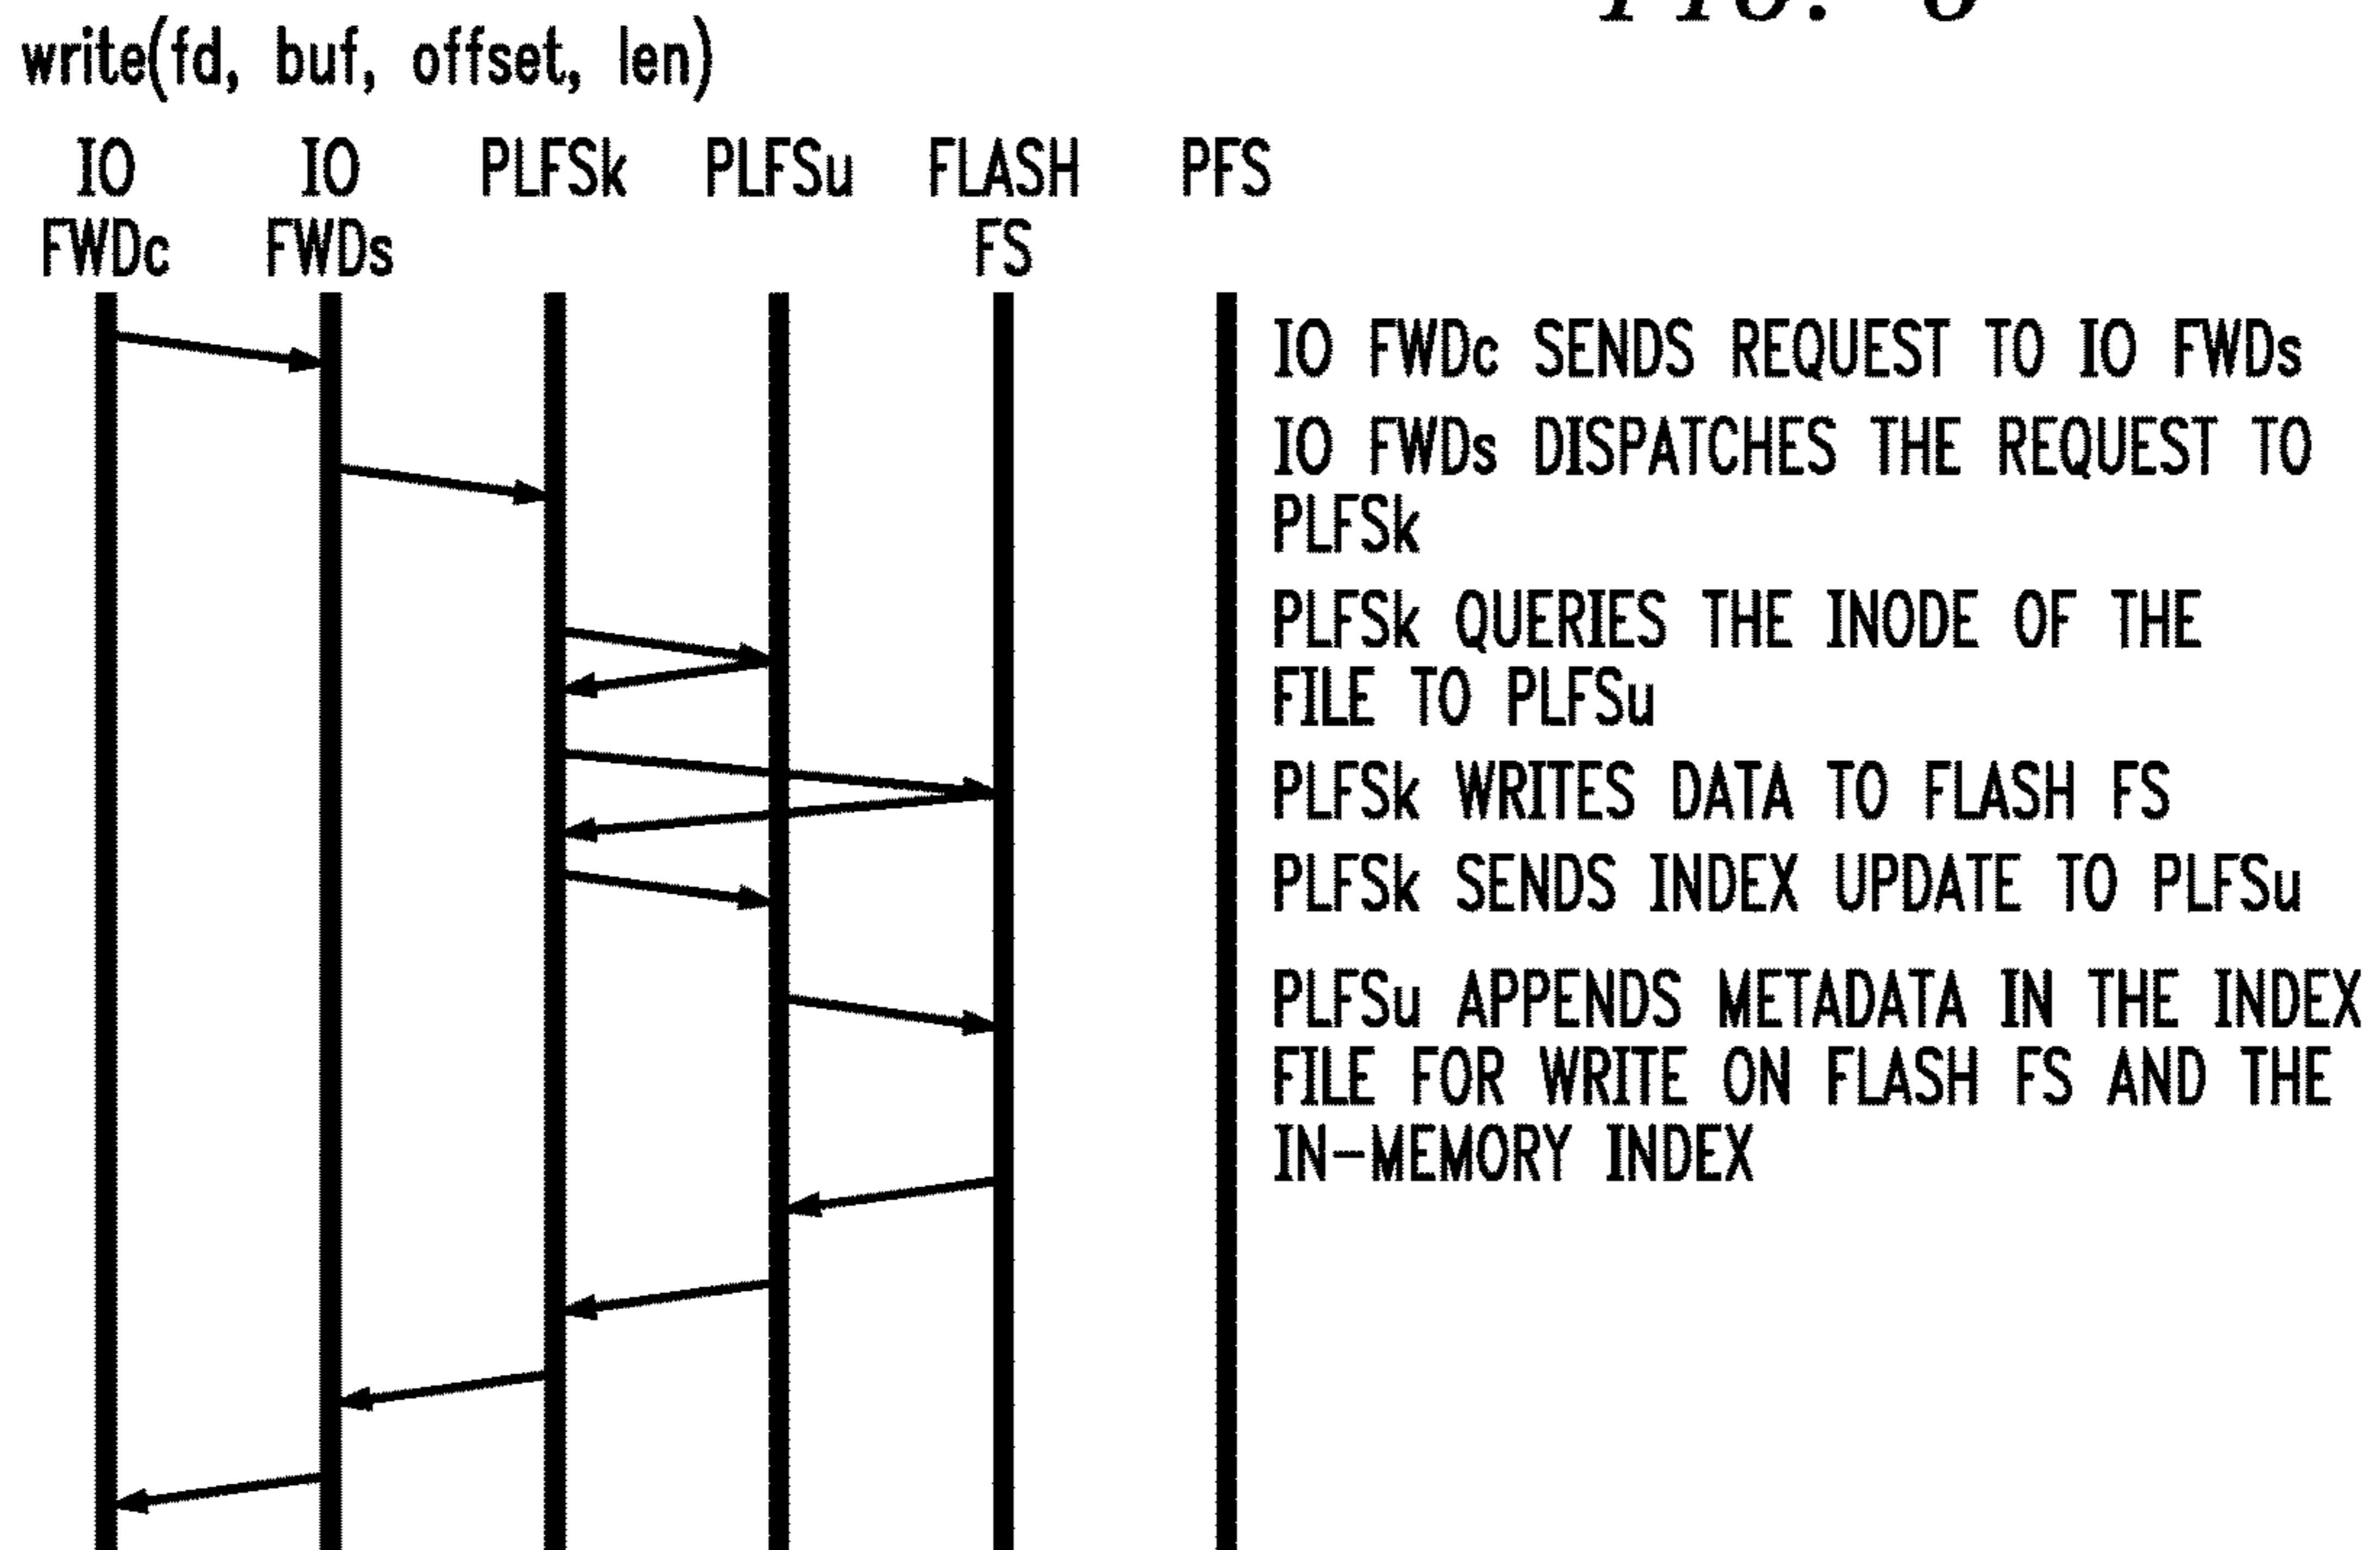 write(fd, buf, offset, len)
IO IO PLFSk PLFSu FLASH PFS
FWDc FWDs FS
IO FWDc SENDS REQUEST TO IO FWDs
IO FWDs DISPATCHES THE REQUEST TO
PLFSk
PLFSk QUERIES THE INODE OF THE
FILE TO PLFSu
PLFSk WRITES DATA TO FLASH FS
PLFSk SENDS INDEX UPDATE TO PLFSu
PLFSu APPENDS METADATA IN THE INDEX
FILE FOR WRITE ON FLASH FS AND THE
IN-MEMORY INDEX